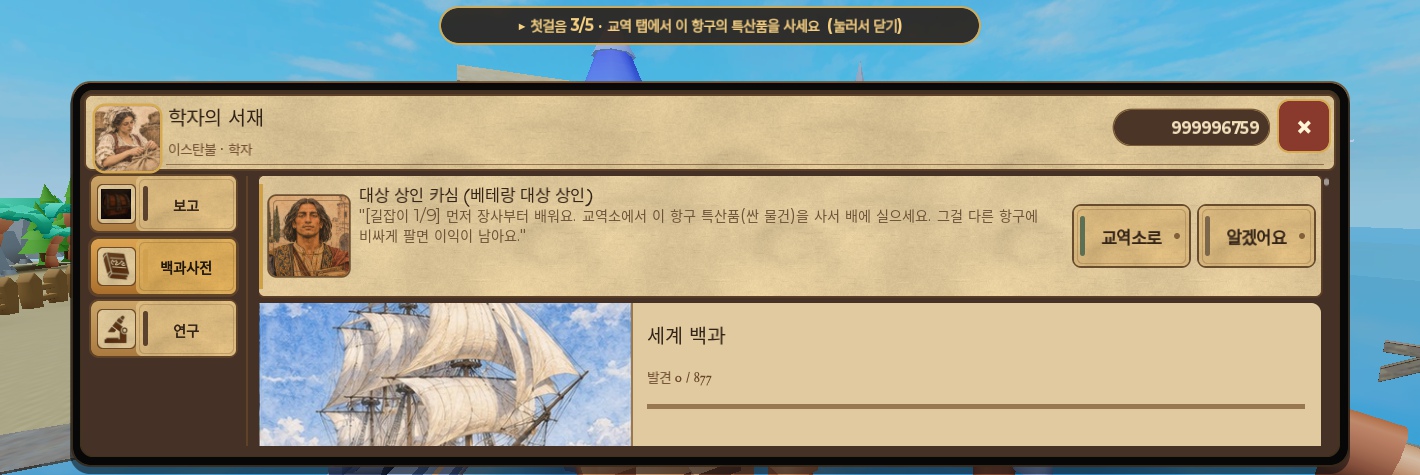 ▸ 첫걸음 3/5 · 교역 탭에서 이 항구의 특산품을 사세요 (눌러서 닫기)
학자의 서재
이스탄불 · 학자
999996759
×
보고
백과사전
연구
대상 상인 카심 (베테랑 대상 상인)
"[길잡이 1/9] 먼저 장사부터 배워요. 교역소에서 이 항구 특산품(싼 물건)을 사서 배에 실으세요. 그걸 다른 항구에
비싸게 팔면 이익이 남아요."
교역소로
알겠어요
세계 백과
발견 0 / 877